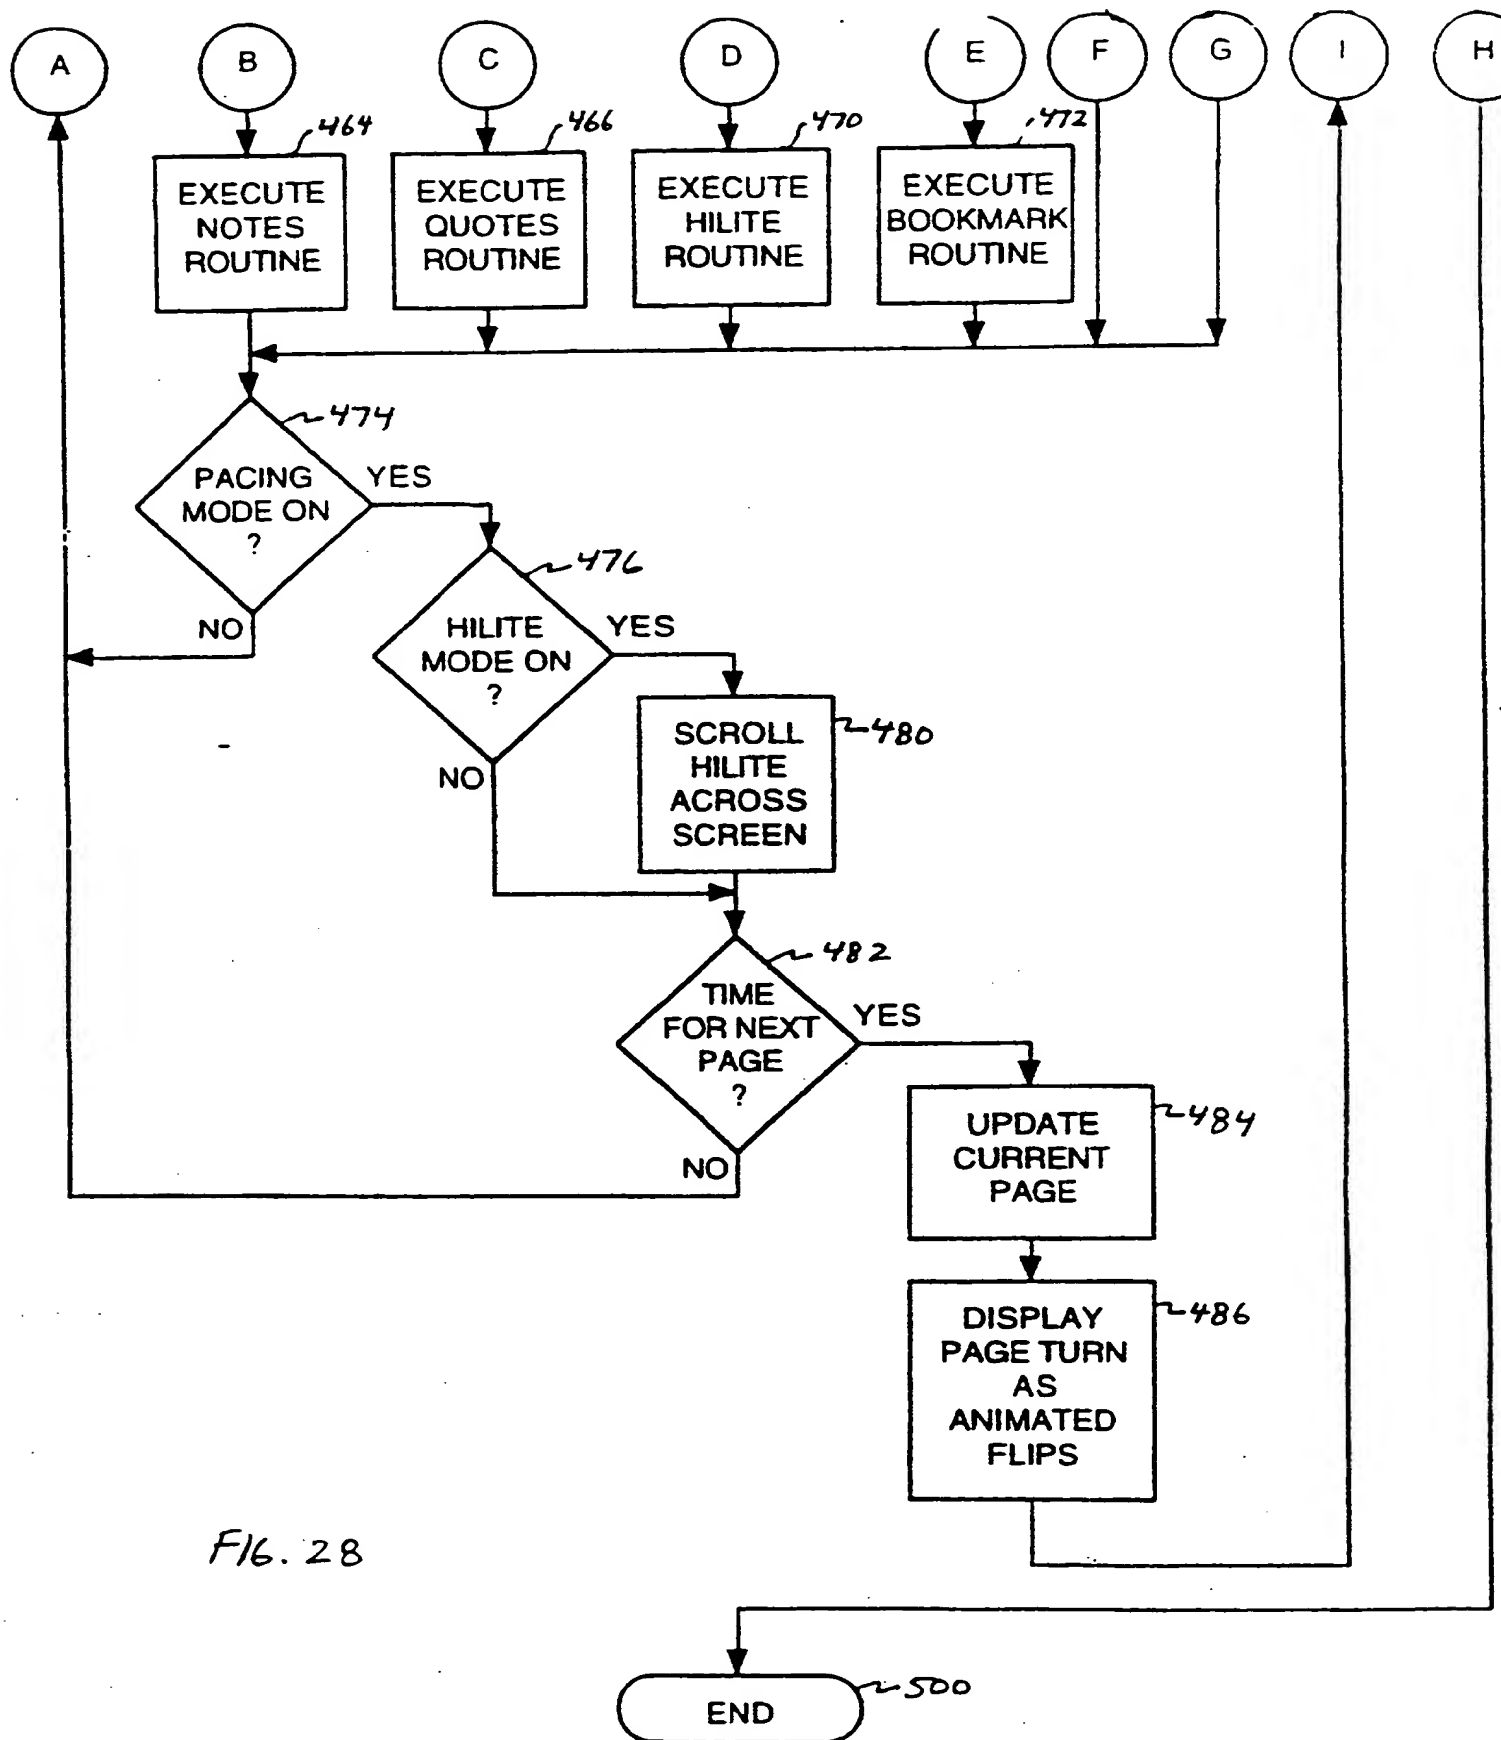 A B C D E F G I H
464 466 470 472
EXECUTE
NOTES
ROUTINE
EXECUTE
QUOTES
ROUTINE
EXECUTE
HILITE
ROUTINE
EXECUTE
BOOKMARK
ROUTINE
474
PACING
MODE ON
?
YES
NO
476
HILITE
MODE ON
?
YES
NO
480
SCROLL
HILITE
ACROSS
SCREEN
482
TIME
FOR NEXT
PAGE
?
YES
NO
484
UPDATE
CURRENT
PAGE
486
DISPLAY
PAGE TURN
AS
ANIMATED
FLIPS
FIG. 28
500
END